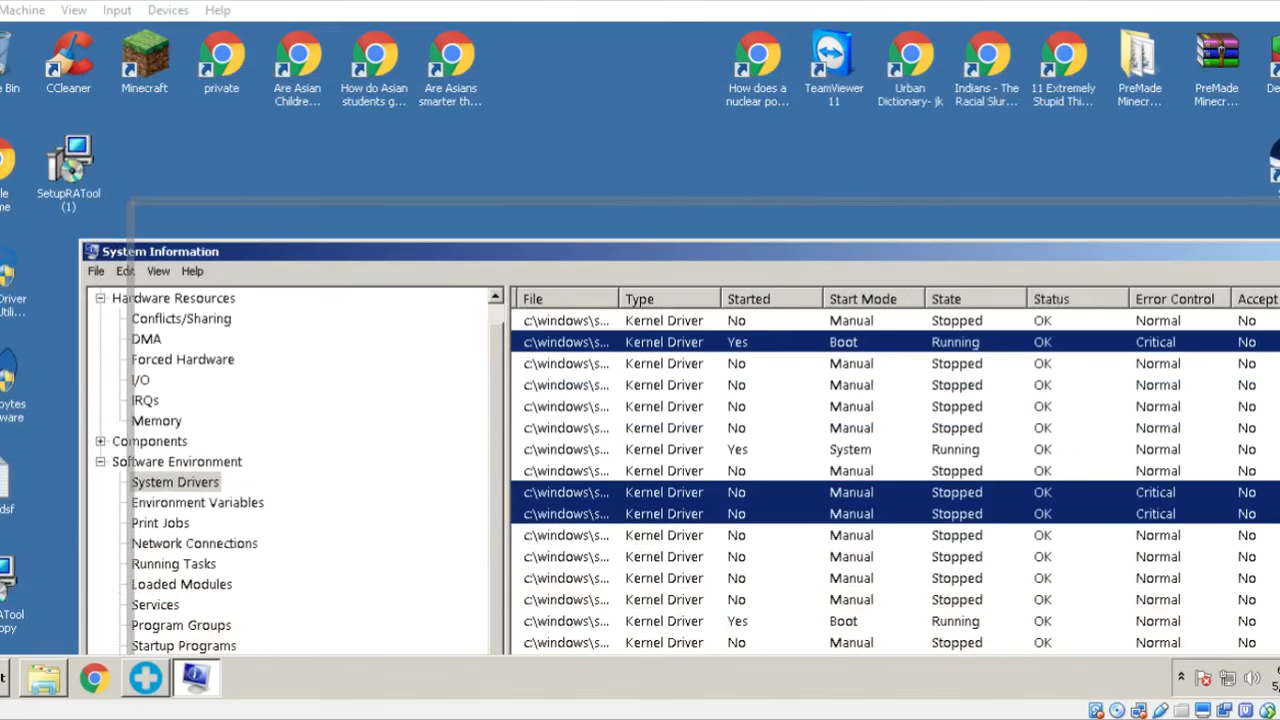 Machine View Input Devices Help
e Bin
CCleaner
Minecraft
private
Are Asian
Childre...
How do Asian
students g...
Are Asians
smarter th...
How does a
nuclear po...
TeamViewer
11
Urban
Dictionary- jk
Indians - The
Racial Slur...
11 Extremely
Stupid Thi...
PreMade
Minecr...
PreMade
Minecr...
De
le
me
SetupRATool
(1)
Driver
Utili...
bytes
ware
dsf
ATool
opy
System Information
File Edit View Help
Hardware Resources
Conflicts/Sharing
DMA
Forced Hardware
I/O
IRQs
Memory
Components
Software Environment
System Drivers
Environment Variables
Print Jobs
Network Connections
Running Tasks
Loaded Modules
Services
Program Groups
Startup Programs
File Type Started Start Mode State Status Error Control Accept
c:\windows\s... Kernel Driver No Manual Stopped OK Normal No
c:\windows\s... Kernel Driver Yes Boot Running OK Critical No
c:\windows\s... Kernel Driver No Manual Stopped OK Normal No
c:\windows\s... Kernel Driver No Manual Stopped OK Normal No
c:\windows\s... Kernel Driver No Manual Stopped OK Normal No
c:\windows\s... Kernel Driver No Manual Stopped OK Normal No
c:\windows\s... Kernel Driver Yes System Running OK Normal No
c:\windows\s... Kernel Driver No Manual Stopped OK Normal No
c:\windows\s... Kernel Driver No Manual Stopped OK Critical No
c:\windows\s... Kernel Driver No Manual Stopped OK Critical No
c:\windows\s... Kernel Driver No Manual Stopped OK Normal No
c:\windows\s... Kernel Driver No Manual Stopped OK Normal No
c:\windows\s... Kernel Driver No Manual Stopped OK Normal No
c:\windows\s... Kernel Driver No Manual Stopped OK Normal No
c:\windows\s... Kernel Driver Yes Boot Running OK Normal No
c:\windows\s... Kernel Driver No Manual Stopped OK Normal No
t